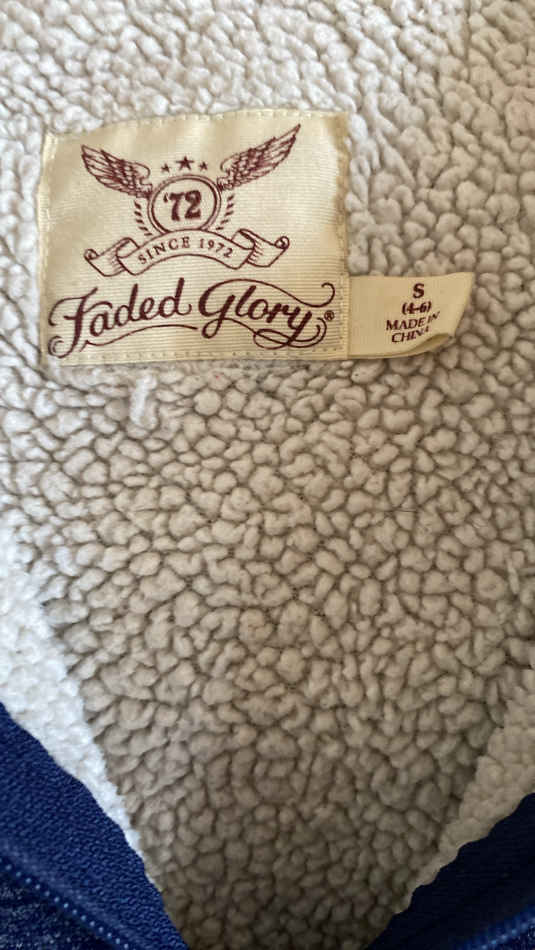 '72
SINCE 1972
Faded Glory®
S
(4-6)
MADE IN
CHINA